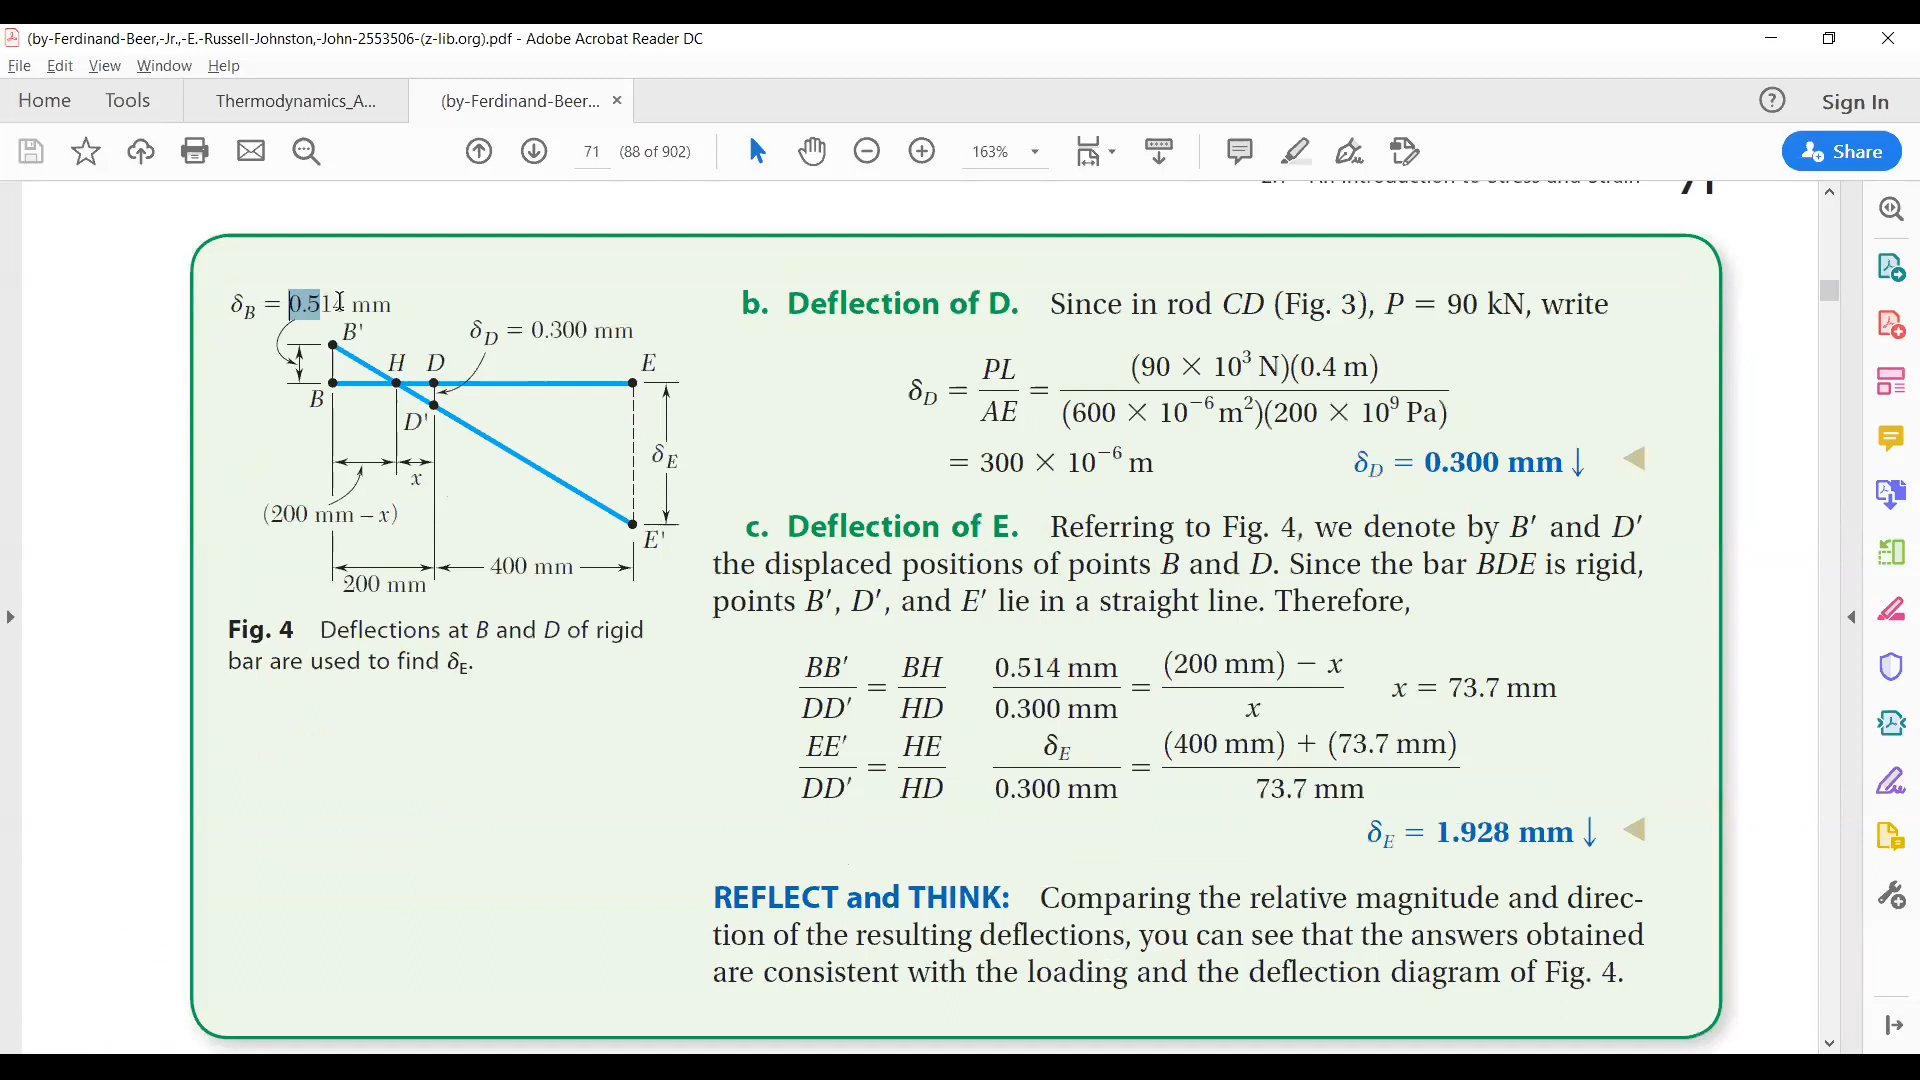 (by-Ferdinand-Beer,-Jr.,-E.-Russell-Johnston,-John-2553506-(z-lib.org).pdf - Adobe Acrobat Reader DC
File Edit View Window Help
Home Tools Thermodynamics_A... (by-Ferdinand-Beer... ×
Sign In
71 (88 of 902) 163% Share
2.1 An Introduction to Stress and Strain 71
δB = 0.514 mm
B'
δD = 0.300 mm
H D E
B
D'
δE
x
(200 mm – x)
E'
400 mm
200 mm
Fig. 4 Deflections at B and D of rigid
bar are used to find δE.
b. Deflection of D. Since in rod CD (Fig. 3), P = 90 kN, write
δD = PL/AE = (90 × 10³ N)(0.4 m)/(600 × 10⁻⁶ m²)(200 × 10⁹ Pa)
= 300 × 10⁻⁶ m δD = 0.300 mm ↓ ◄
c. Deflection of E. Referring to Fig. 4, we denote by B′ and D′
the displaced positions of points B and D. Since the bar BDE is rigid,
points B′, D′, and E′ lie in a straight line. Therefore,
BB′/DD′ = BH/HD 0.514 mm/0.300 mm = (200 mm) − x/x x = 73.7 mm
EE′/DD′ = HE/HD δE/0.300 mm = (400 mm) + (73.7 mm)/73.7 mm
δE = 1.928 mm ↓ ◄
REFLECT and THINK: Comparing the relative magnitude and direc-
tion of the resulting deflections, you can see that the answers obtained
are consistent with the loading and the deflection diagram of Fig. 4.